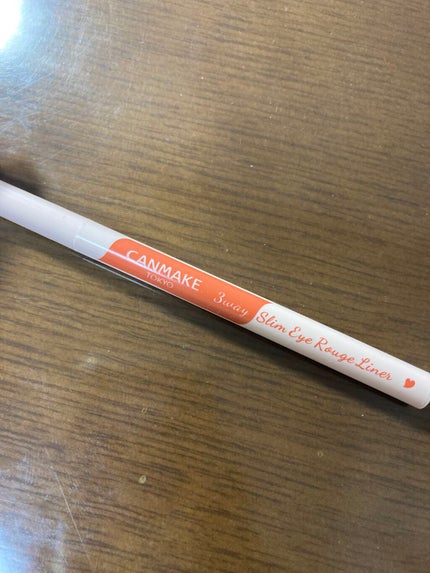 CANMAKE
TOKYO
3way
Slim Eye Rouge Liner